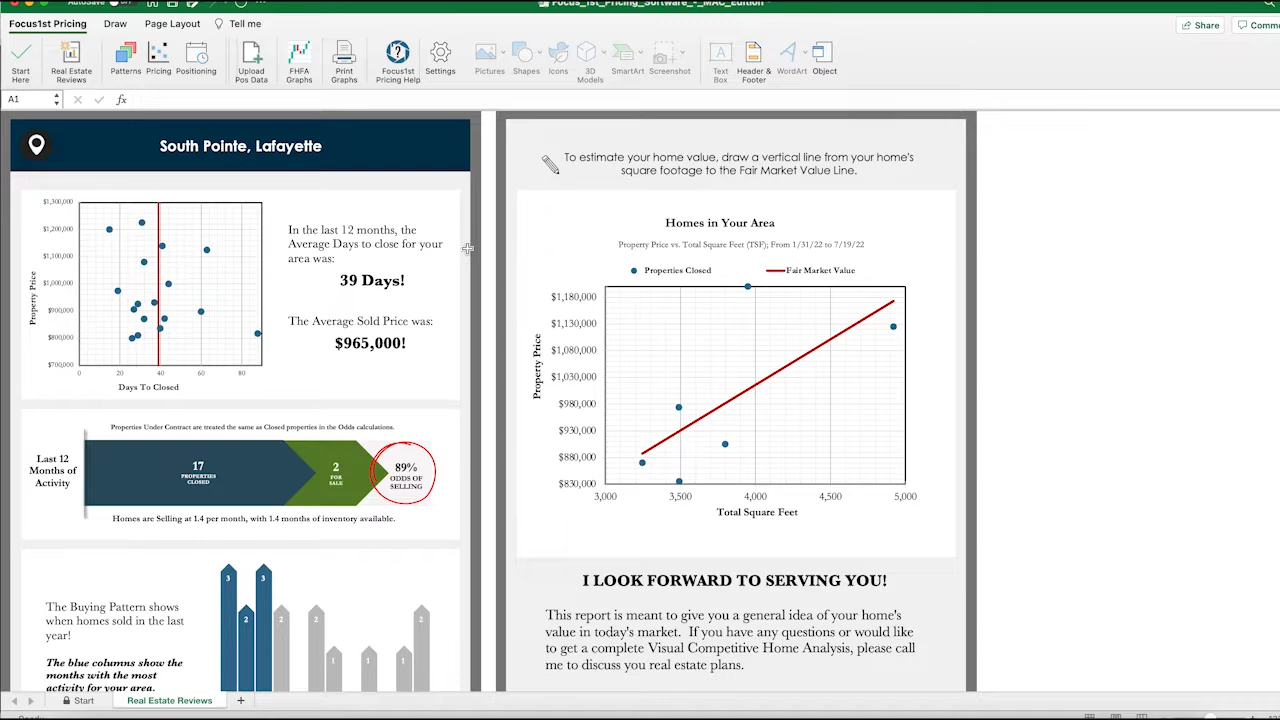 AutoSave
OFF
Focus_1st_Pricing_Software_-_MAC_Edition
Focus1st Pricing
Draw
Page Layout
Tell me
Share
Comme
Start Here
Real Estate Reviews
Patterns
Pricing
Positioning
Upload Pos Data
FHFA Graphs
Print Graphs
Focus1st Pricing Help
Settings
Pictures
Shapes
Icons
3D Models
SmartArt
Screenshot
Text Box
Header & Footer
WordArt
Object
A1
fx
South Pointe, Lafayette
$1,300,000
$1,200,000
$1,100,000
$1,000,000
$900,000
$800,000
$700,000
Property Price
0 20 40 60 80
Days To Closed
In the last 12 months, the
Average Days to close for your
area was:
39 Days!
The Average Sold Price was:
$965,000!
Properties Under Contract are treated the same as Closed properties in the Odds calculations.
Last 12
Months of
Activity
17
PROPERTIES
CLOSED
2
FOR
SALE
89%
ODDS OF
SELLING
Homes are Selling at 1.4 per month, with 1.4 months of inventory available.
The Buying Pattern shows
when homes sold in the last
year!
The blue columns show the
months with the most
activity for your area.
3 2 3 2 2 1 1 1 2
To estimate your home value, draw a vertical line from your home's
square footage to the Fair Market Value Line.
Homes in Your Area
Property Price vs. Total Square Feet (TSF); From 1/31/22 to 7/19/22
Properties Closed
Fair Market Value
$1,180,000
$1,130,000
$1,080,000
$1,030,000
$980,000
$930,000
$880,000
$830,000
Property Price
3,000 3,500 4,000 4,500 5,000
Total Square Feet
I LOOK FORWARD TO SERVING YOU!
This report is meant to give you a general idea of your home's
value in today's market. If you have any questions or would like
to get a complete Visual Competitive Home Analysis, please call
me to discuss you real estate plans.
Start
Real Estate Reviews
+